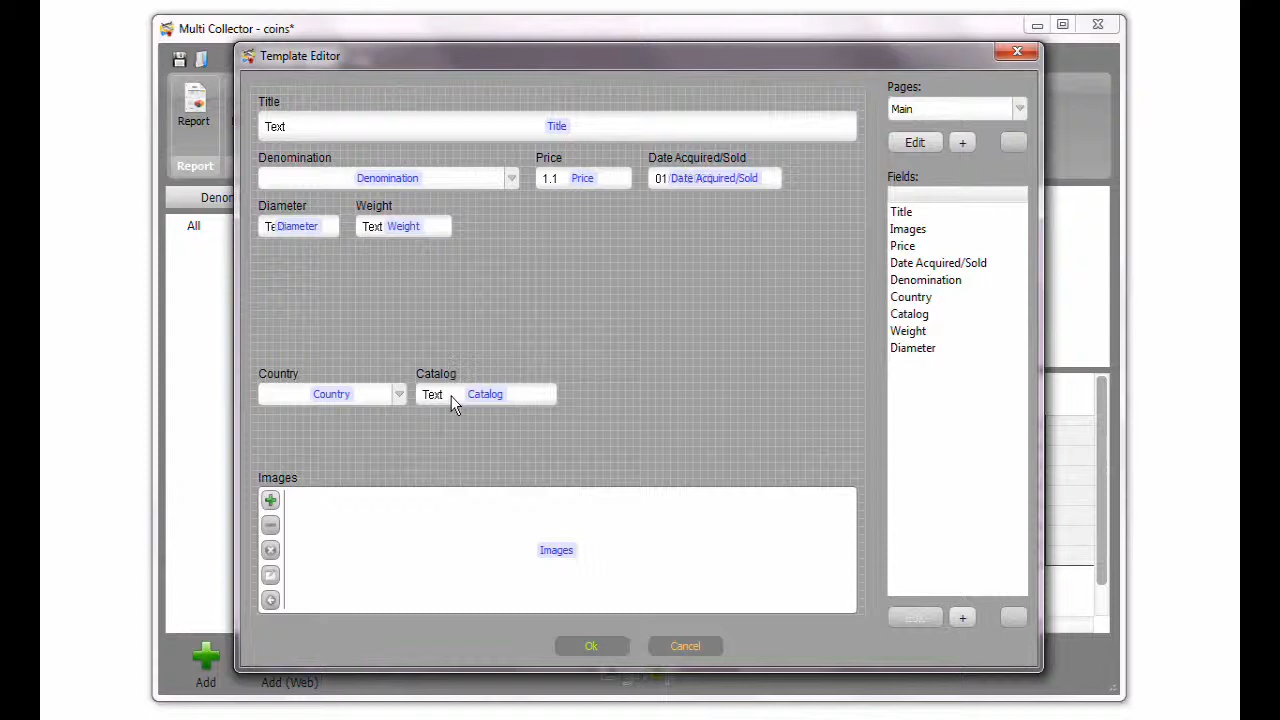 Multi Collector - coins*
Template Editor
Report
Report
Denom
All
Add
Add (Web)
Title
Text Title
Denomination Price Date Acquired/Sold
Denomination 1.1 Price 01/ Date Acquired/Sold
Diameter Weight
Te Diameter Text Weight
Country Catalog
Country Text Catalog
Images
Images
Ok Cancel
Pages:
Main
Edit +
Fields:
Title
Images
Price
Date Acquired/Sold
Denomination
Country
Catalog
Weight
Diameter
+